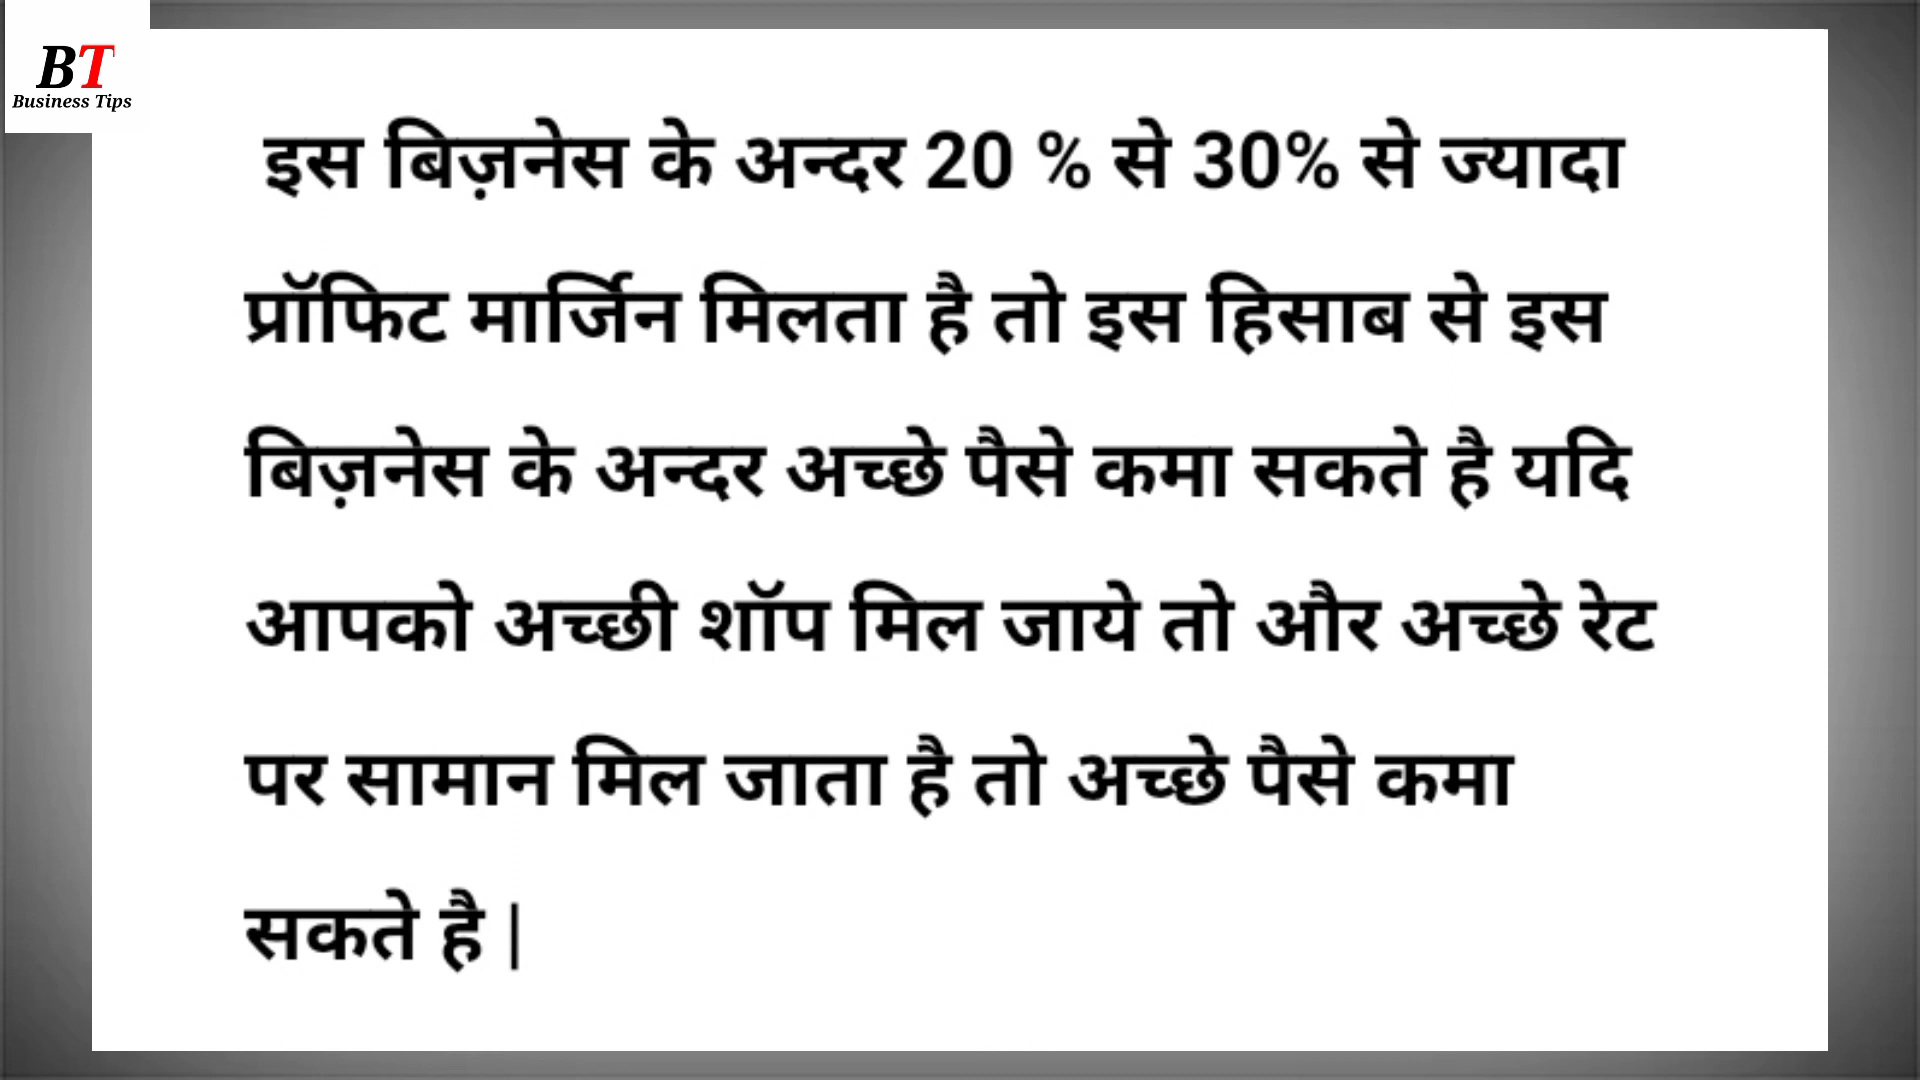 BT
Business Tips
इस बिज़नेस के अन्दर 20 % से 30% से ज्यादा
प्रॉफिट मार्जिन मिलता है तो इस हिसाब से इस
बिज़नेस के अन्दर अच्छे पैसे कमा सकते है यदि
आपको अच्छी शॉप मिल जाये तो और अच्छे रेट
पर सामान मिल जाता है तो अच्छे पैसे कमा
सकते है |